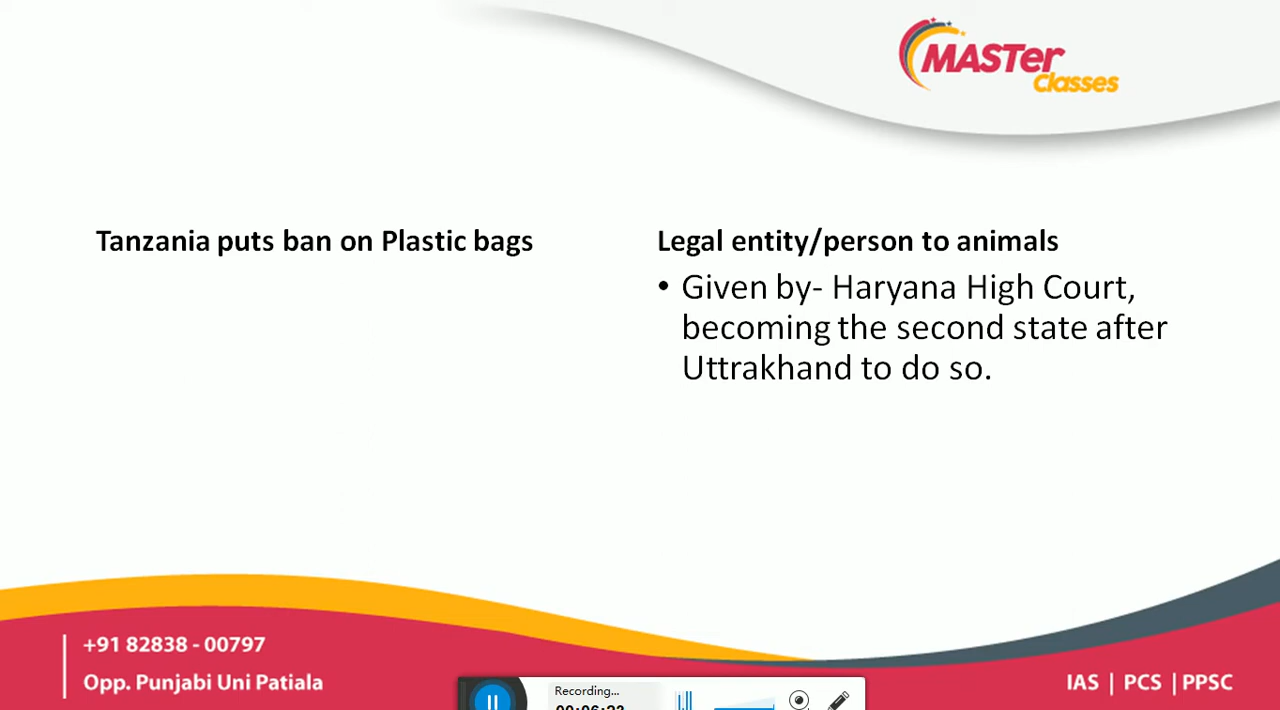 MASTer
Classes
Tanzania puts ban on Plastic bags
Legal entity/person to animals
• Given by- Haryana High Court,
becoming the second state after
Uttrakhand to do so.
+91 82838 - 00797
Opp. Punjabi Uni Patiala
IAS | PCS | PPSC
Recording...